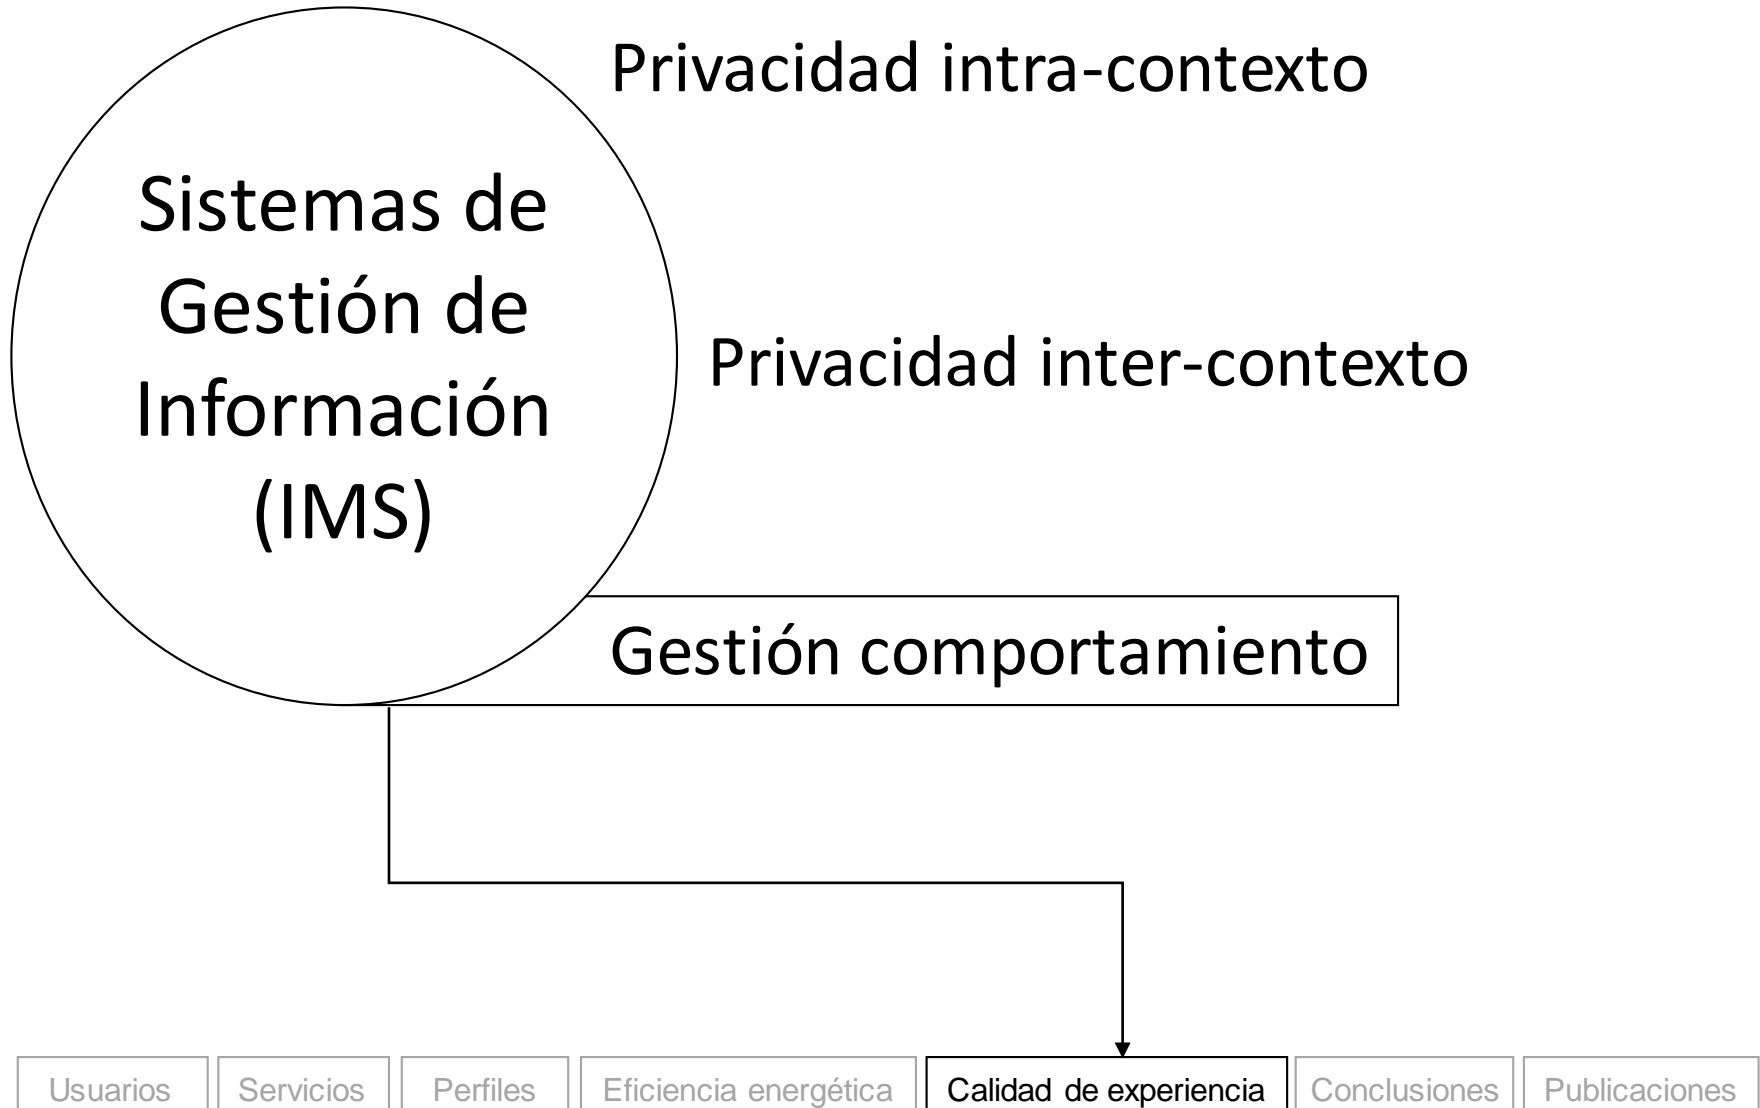 Privacidad intra-contexto
Sistemas de
Gestión de
Información
(IMS)
Privacidad inter-contexto
Gestión comportamiento
Usuarios
Servicios
Perfiles
Eficiencia energética
Calidad de experiencia
Conclusiones
Publicaciones